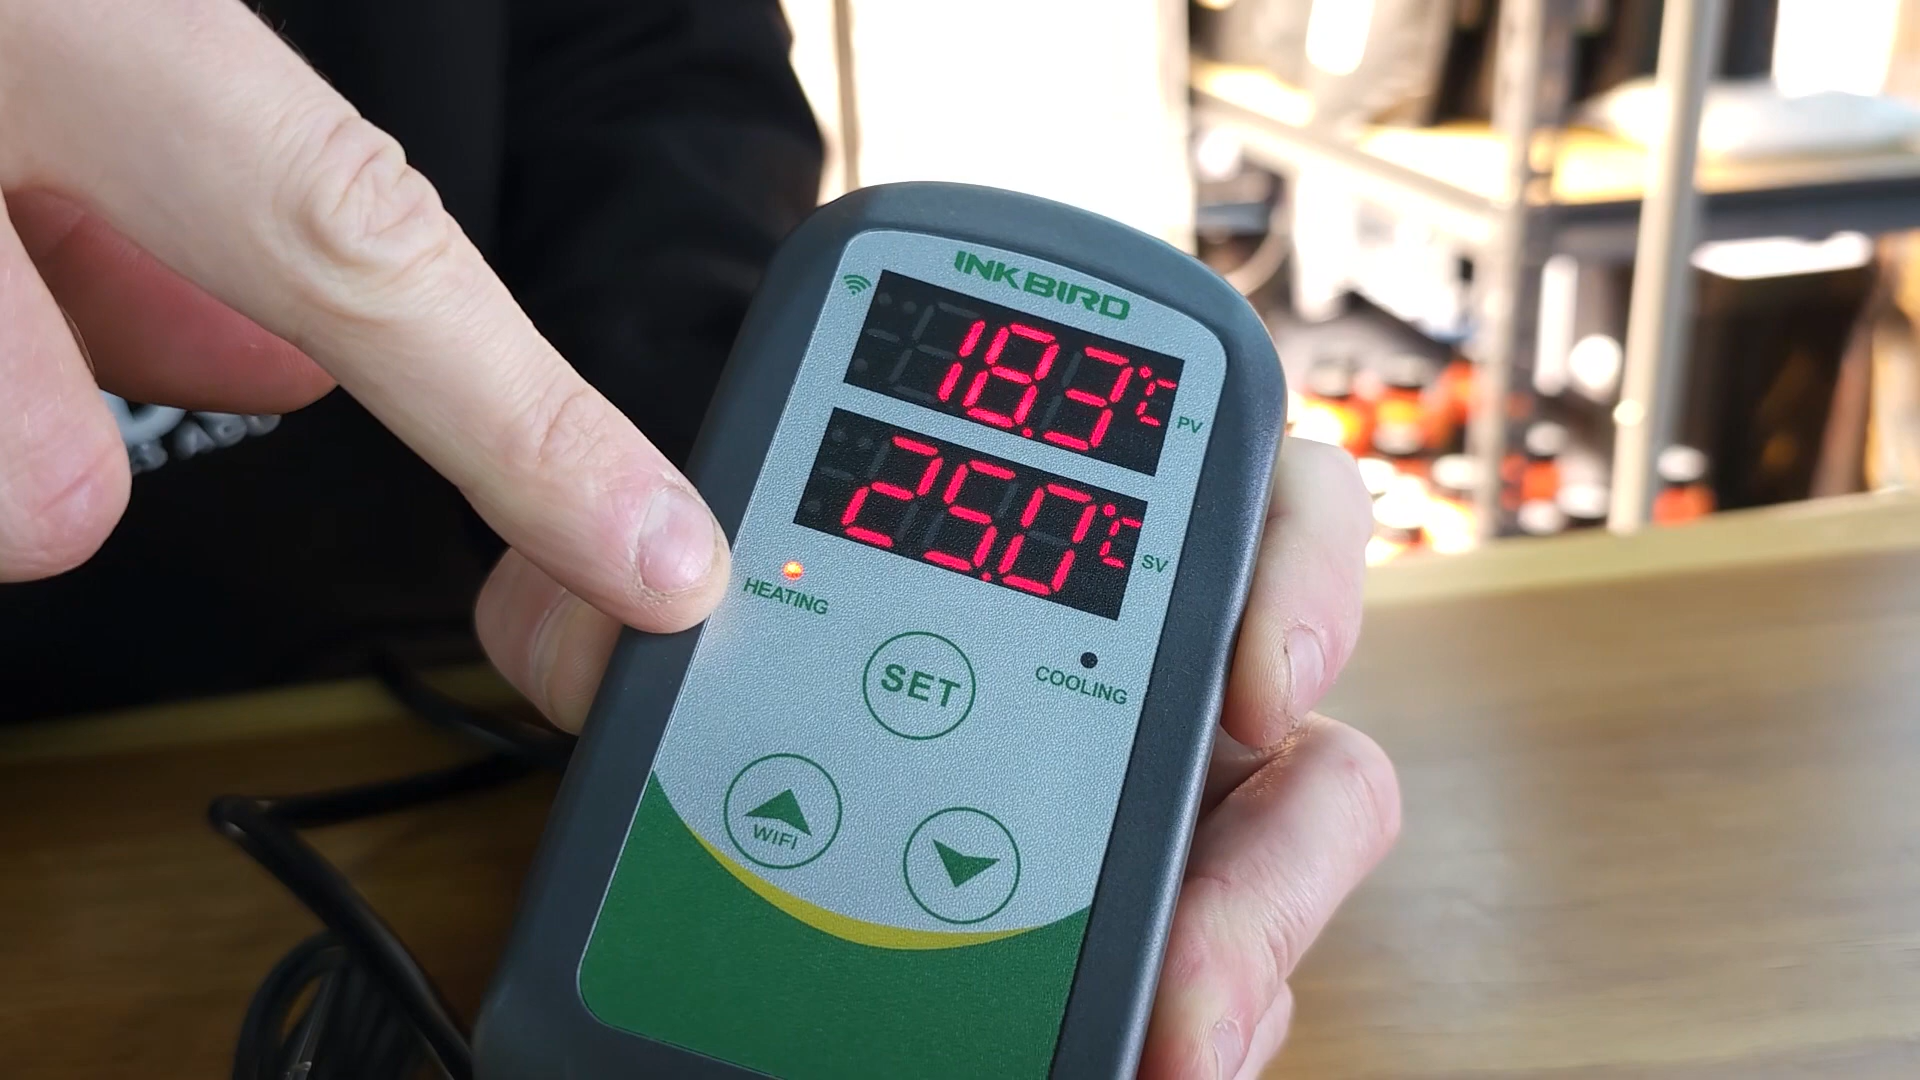 INKBIRD
18.3°C
PV
25.0°C
SV
HEATING
SET
COOLING
WIFI